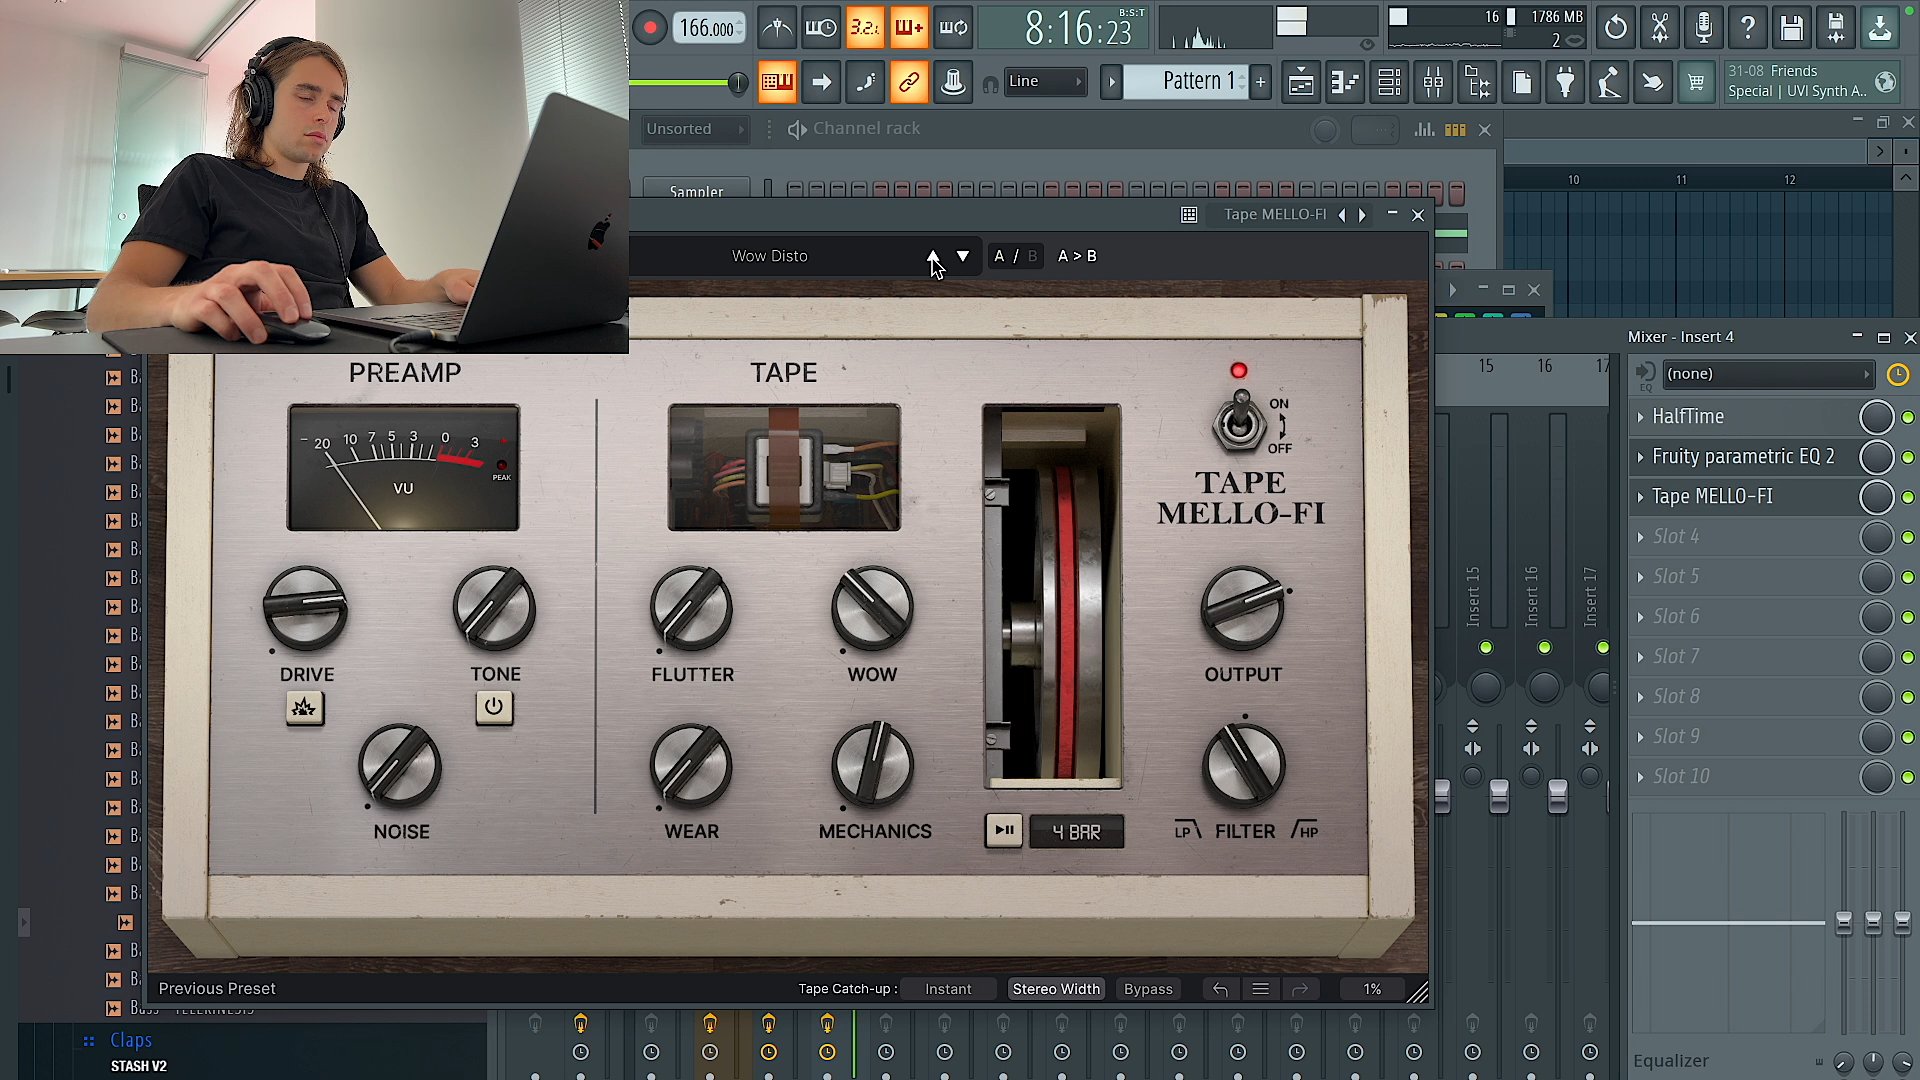 166.000
3.2.
8:16:23
B:S:T
16
1786 MB
2
Line
Pattern 1
31-08 Friends
Special | UVI Synth A..
Unsorted
Channel rack
Sampler
10
11
12
Tape MELLO-FI
Wow Disto
A / B
A > B
Mixer - Insert 4
15
16
17
(none)
EQ
HalfTime
Fruity parametric EQ 2
Tape MELLO-FI
Slot 4
Slot 5
Slot 6
Slot 7
Slot 8
Slot 9
Slot 10
Insert 15
Insert 16
Insert 17
PREAMP
TAPE
- 20 10 7 5 3 0 3 +
PEAK
VU
ON
OFF
TAPE
MELLO-FI
DRIVE
TONE
FLUTTER
WOW
OUTPUT
NOISE
WEAR
MECHANICS
4 BAR
LP
FILTER
HP
Previous Preset
Tape Catch-up :
Instant
Stereo Width
Bypass
1%
Claps
STASH V2
Equalizer